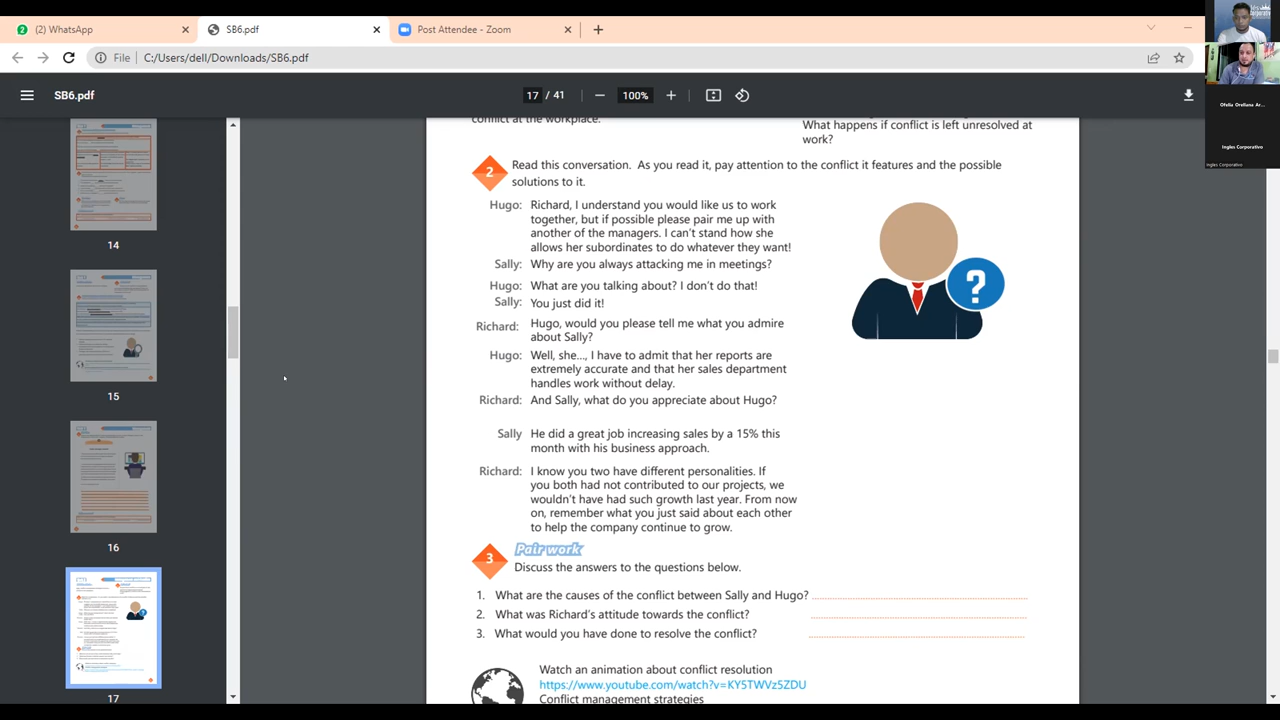 (2) WhatsApp
SB6.pdf
Post Attendee - Zoom
File C:/Users/dell/Downloads/SB6.pdf
SB6.pdf
17 / 41
100%
conflict at the workplace.
What happens if conflict is left unresolved at
work?
2 Read this conversation. As you read it, pay attention to the conflict it features and the possible
solutions to it.
Hugo: Richard, I understand you would like us to work
together, but if possible please pair me up with
another of the managers. I can't stand how she
allows her subordinates to do whatever they want!
Sally: Why are you always attacking me in meetings?
Hugo: What are you talking about? I don't do that!
Sally: You just did it!
Richard: Hugo, would you please tell me what you admire
about Sally?
Hugo: Well, she..., I have to admit that her reports are
extremely accurate and that her sales department
handles work without delay.
Richard: And Sally, what do you appreciate about Hugo?
Sally He did a great job increasing sales by a 15% this
month with his business approach.
Richard: I know you two have different personalities. If
you both had not contributed to our projects, we
wouldn't have had such growth last year. From now
on, remember what you just said about each other
to help the company continue to grow.
?
3 Pair work
Discuss the answers to the questions below.
1. What are the causes of the conflict between Sally and Hugo?
2. What was Richard's attitude towards the conflict?
3. What would you have done to resolve the conflict?
Watch an animation about conflict resolution
https://www.youtube.com/watch?v=KY5TWVz5ZDU
Conflict management strategies
14
15
16
17
Ofelia Orellana Ar...
Ingles Corporativo
Ingles Corporativo